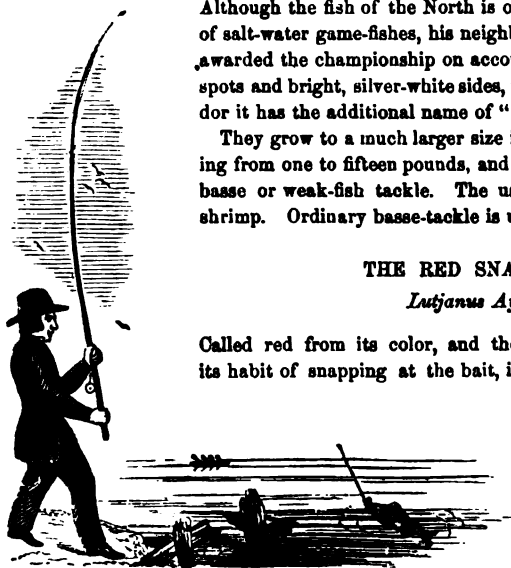 Although the fish of the North is o
of salt-water game-fishes, his neighb
awarded the championship on acco
spots and bright, silver-white sides,
dor it has the additional name of "
They grow to a much larger size i
ing from one to fifteen pounds, and
basse or weak-fish tackle. The us
shrimp. Ordinary basse-tackle is u
THE RED SNA
Lutjanus Ay
Called red from its color, and the
its habit of snapping at the bait, i